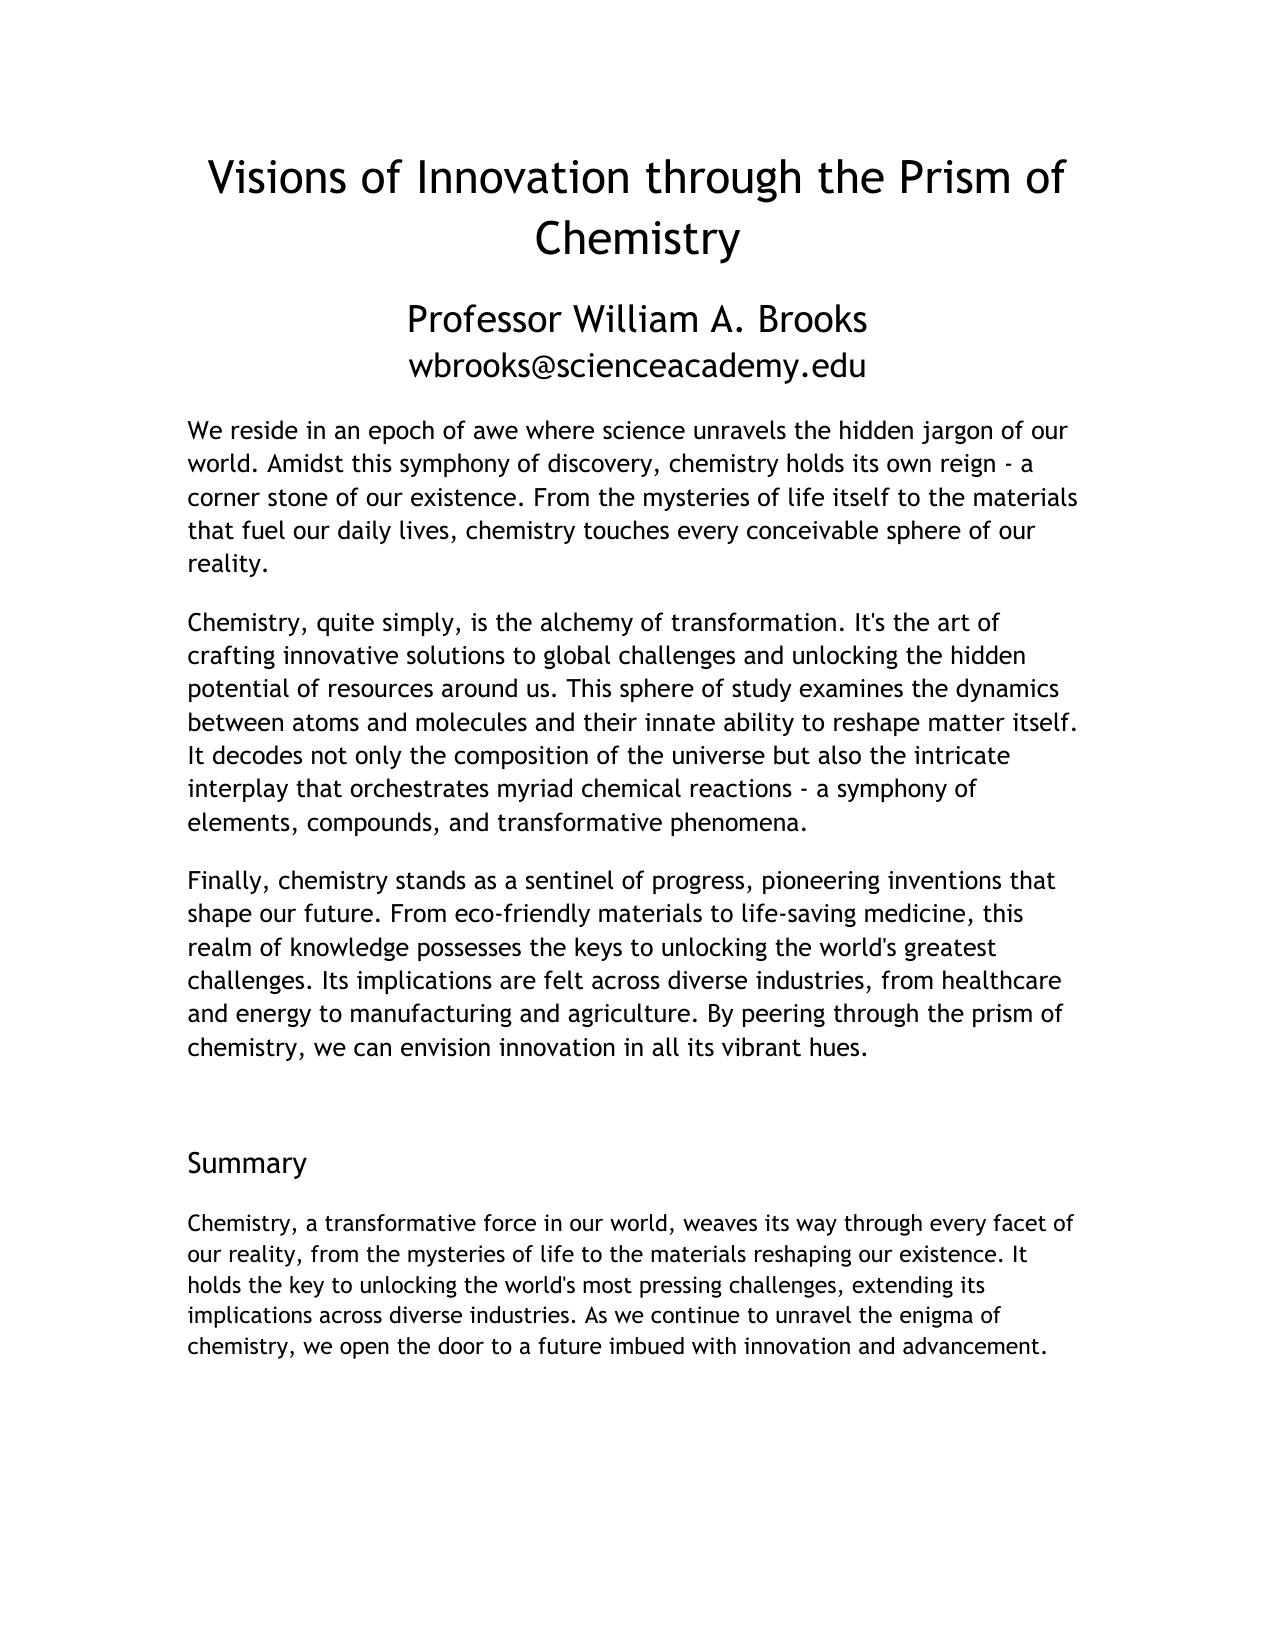 Visions of Innovation through the Prism of
Chemistry
Professor William A. Brooks
wbrooks@scienceacademy.edu
We reside in an epoch of awe where science unravels the hidden jargon of our
world. Amidst this symphony of discovery, chemistry holds its own reign - a
corner stone of our existence. From the mysteries of life itself to the materials
that fuel our daily lives, chemistry touches every conceivable sphere of our
reality.
Chemistry, quite simply, is the alchemy of transformation. It's the art of
crafting innovative solutions to global challenges and unlocking the hidden
potential of resources around us. This sphere of study examines the dynamics
between atoms and molecules and their innate ability to reshape matter itself.
It decodes not only the composition of the universe but also the intricate
interplay that orchestrates myriad chemical reactions - a symphony of
elements, compounds, and transformative phenomena.
Finally, chemistry stands as a sentinel of progress, pioneering inventions that
shape our future. From eco-friendly materials to life-saving medicine, this
realm of knowledge possesses the keys to unlocking the world's greatest
challenges. Its implications are felt across diverse industries, from healthcare
and energy to manufacturing and agriculture. By peering through the prism of
chemistry, we can envision innovation in all its vibrant hues.
Summary
Chemistry, a transformative force in our world, weaves its way through every facet of
our reality, from the mysteries of life to the materials reshaping our existence. It
holds the key to unlocking the world's most pressing challenges, extending its
implications across diverse industries. As we continue to unravel the enigma of
chemistry, we open the door to a future imbued with innovation and advancement.